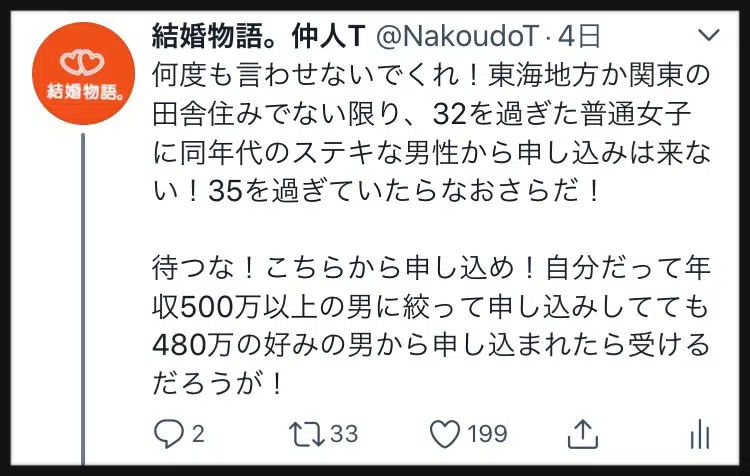 結婚物語。仲人T @NakoudoT・4日
結婚物語。
何度も言わせないでくれ！東海地方か関東の
田舎住みでない限り、32を過ぎた普通女子
に同年代のステキな男性から申し込みは来な
い！35を過ぎていたらなおさらだ！
待つな！こちらから申し込め！自分だって年
収500万以上の男に絞って申し込みしてても
480万の好みの男から申し込まれたら受ける
だろうが！
2 33 199